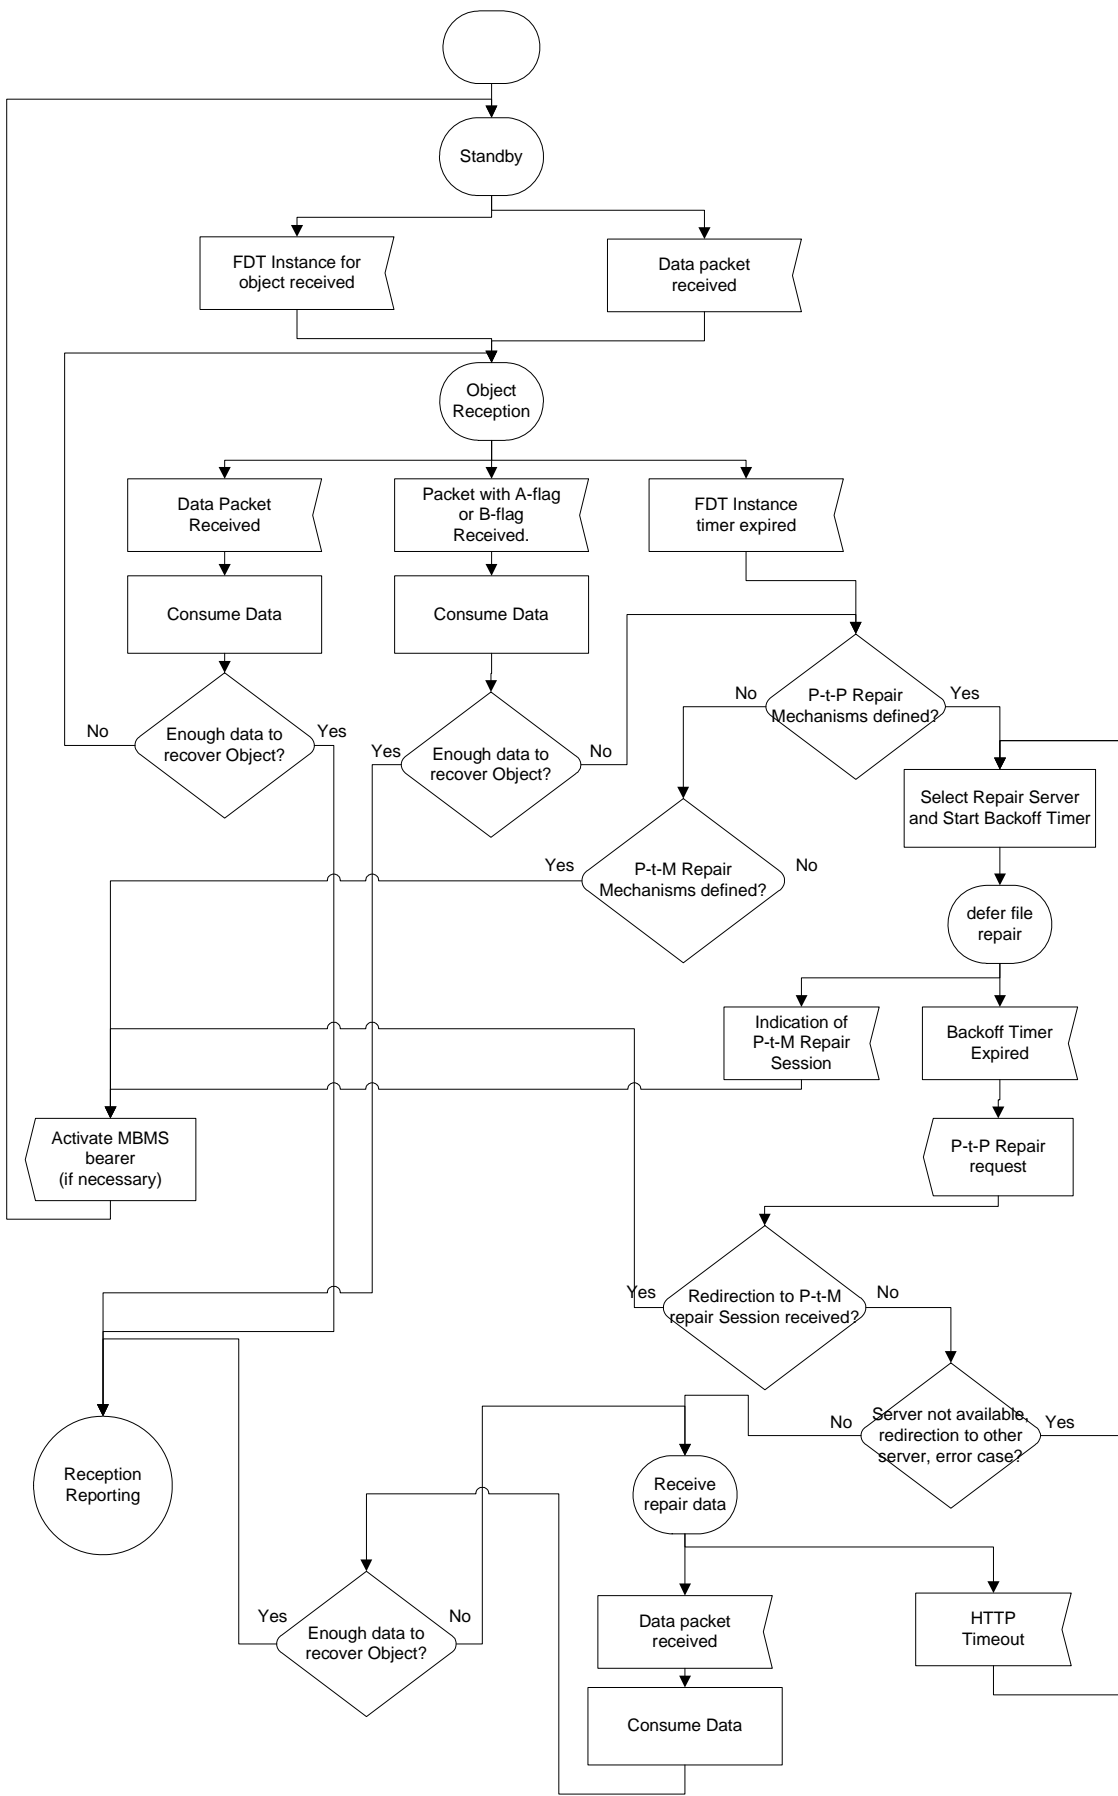 Standby
FDT Instance for
object received
Data packet
received
Object
Reception
Data Packet
Received
Packet with A-flag
or B-flag
Received.
FDT Instance
timer expired
Consume Data
Consume Data
No
Enough data to
recover Object?
Yes
Yes
Enough data to
recover Object?
No
No
P-t-P Repair
Mechanisms defined?
Yes
Select Repair Server
and Start Backoff Timer
Yes
P-t-M Repair
Mechanisms defined?
No
defer file
repair
Indication of
P-t-M Repair
Session
Backoff Timer
Expired
Activate MBMS
bearer
(if necessary)
P-t-P Repair
request
Yes
Redirection to P-t-M
repair Session received?
No
No
Server not available,
redirection to other
server, error case?
Yes
Reception
Reporting
Receive
repair data
Yes
Enough data to
recover Object?
No
Data packet
received
HTTP
Timeout
Consume Data